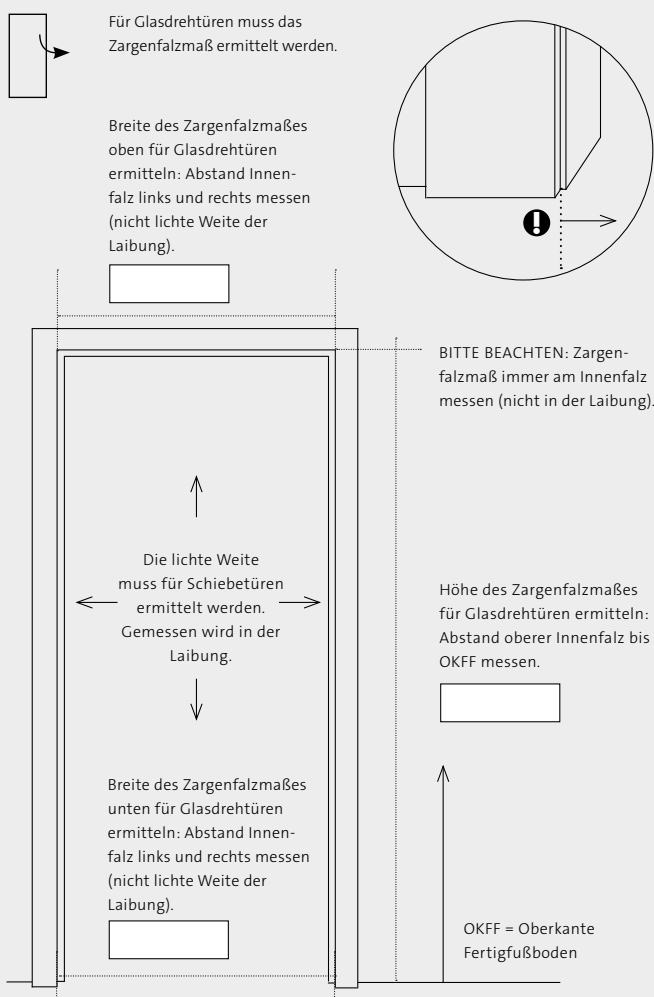 Für Glasdrehtüren muss das
Zargenfalzmaß ermittelt werden.
Breite des Zargenfalzmaßes
oben für Glasdrehtüren
ermitteln: Abstand Innen-
falz links und rechts messen
(nicht lichte Weite der
Laibung).
BITTE BEACHTEN: Zargen-
falzmaß immer am Innenfalz
messen (nicht in der Laibung).
Die lichte Weite
muss für Schiebetüren
ermittelt werden.
Gemessen wird in der
Laibung.
Höhe des Zargenfalzmaßes
für Glasdrehtüren ermitteln:
Abstand oberer Innenfalz bis
OKFF messen.
Breite des Zargenfalzmaßes
unten für Glasdrehtüren
ermitteln: Abstand Innen-
falz links und rechts messen
(nicht lichte Weite der
Laibung).
OKFF = Oberkante
Fertigfußboden